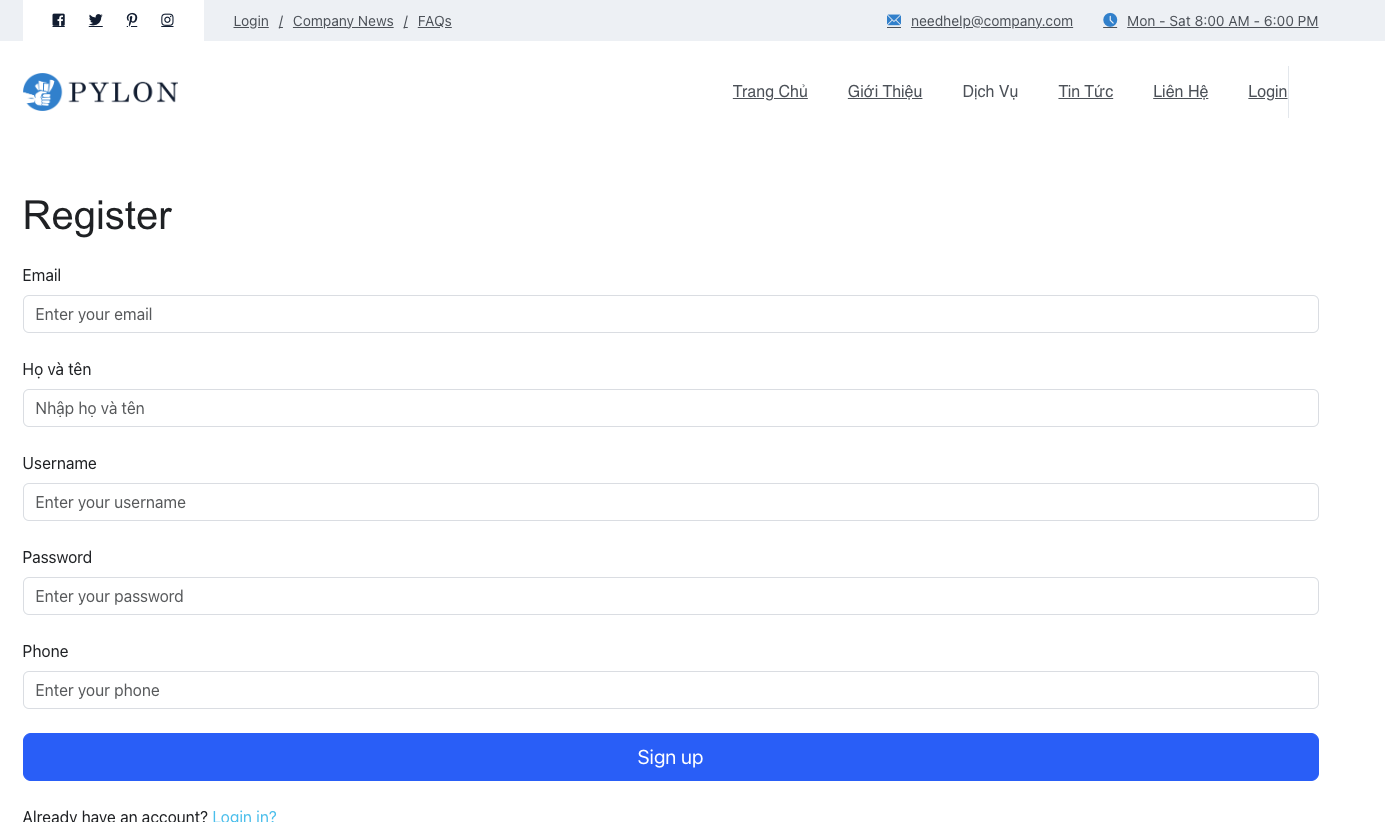 Login / Company News / FAQs needhelp@company.com Mon - Sat 8:00 AM - 6:00 PM
PYLON Trang Chủ Giới Thiệu Dịch Vụ Tin Tức Liên Hệ Login
Register
Email
Enter your email
Họ và tên
Nhập họ và tên
Username
Enter your username
Password
Enter your password
Phone
Enter your phone
Sign up
Already have an account? Login in?